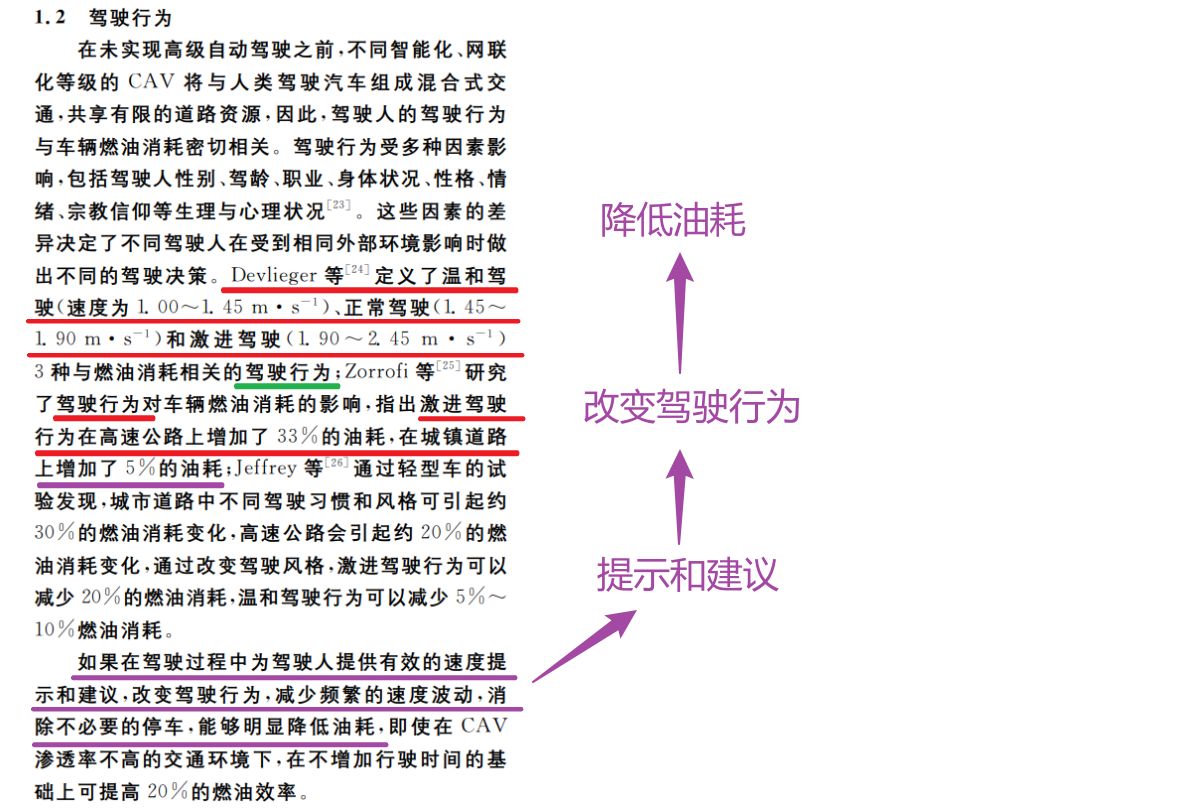 1.2 驾驶行为
在未实现高级自动驾驶之前,不同智能化、网联
化等级的 CAV 将与人类驾驶汽车组成混合式交
通,共享有限的道路资源,因此,驾驶人的驾驶行为
与车辆燃油消耗密切相关。驾驶行为受多种因素影
响,包括驾驶人性别、驾龄、职业、身体状况、性格、情
绪、宗教信仰等生理与心理状况[23]。这些因素的差
异决定了不同驾驶人在受到相同外部环境影响时做
出不同的驾驶决策。Devlieger 等[24]定义了温和驾
驶(速度为 1.00~1.45 m·s⁻¹)、正常驾驶(1.45~
1.90 m·s⁻¹)和激进驾驶(1.90~2.45 m·s⁻¹)
3 种与燃油消耗相关的驾驶行为;Zorrofi 等[25]研究
了驾驶行为对车辆燃油消耗的影响,指出激进驾驶
行为在高速公路上增加了 33%的油耗,在城镇道路
上增加了 5%的油耗;Jeffrey 等[26]通过轻型车的试
验发现,城市道路中不同驾驶习惯和风格可引起约
30%的燃油消耗变化,高速公路会引起约 20%的燃
油消耗变化,通过改变驾驶风格,激进驾驶行为可以
减少 20%的燃油消耗,温和驾驶行为可以减少 5%~
10%燃油消耗。
如果在驾驶过程中为驾驶人提供有效的速度提
示和建议,改变驾驶行为,减少频繁的速度波动,消
除不必要的停车,能够明显降低油耗,即使在 CAV
渗透率不高的交通环境下,在不增加行驶时间的基
础上可提高 20%的燃油效率。
降低油耗
改变驾驶行为
提示和建议